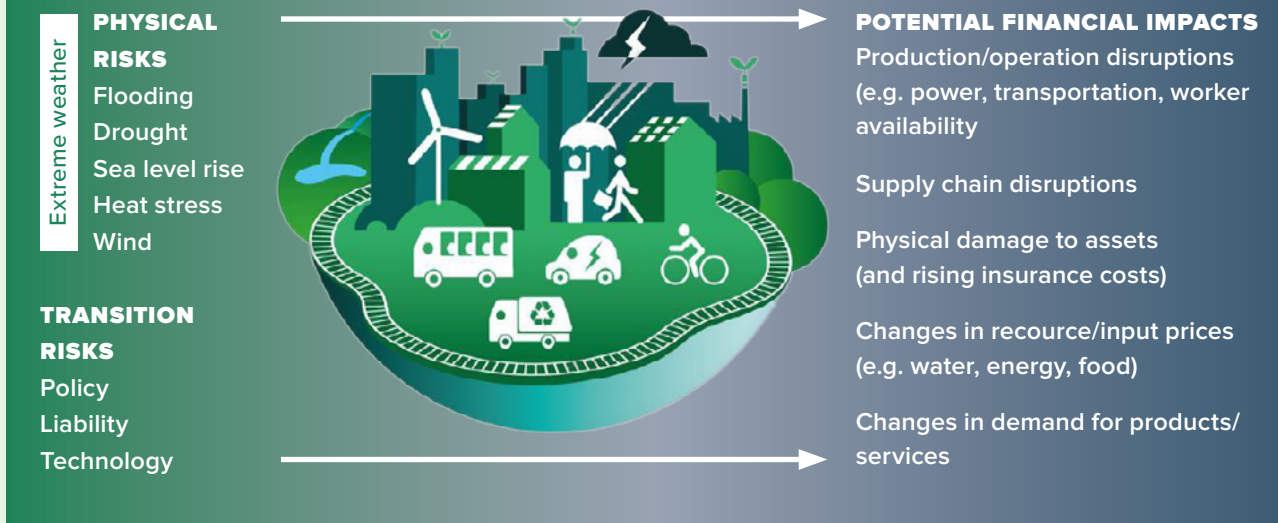 Extreme weather
PHYSICAL
RISKS
Flooding
Drought
Sea level rise
Heat stress
Wind
TRANSITION
RISKS
Policy
Liability
Technology
POTENTIAL FINANCIAL IMPACTS
Production/operation disruptions
(e.g. power, transportation, worker
availability
Supply chain disruptions
Physical damage to assets
(and rising insurance costs)
Changes in recource/input prices
(e.g. water, energy, food)
Changes in demand for products/
services